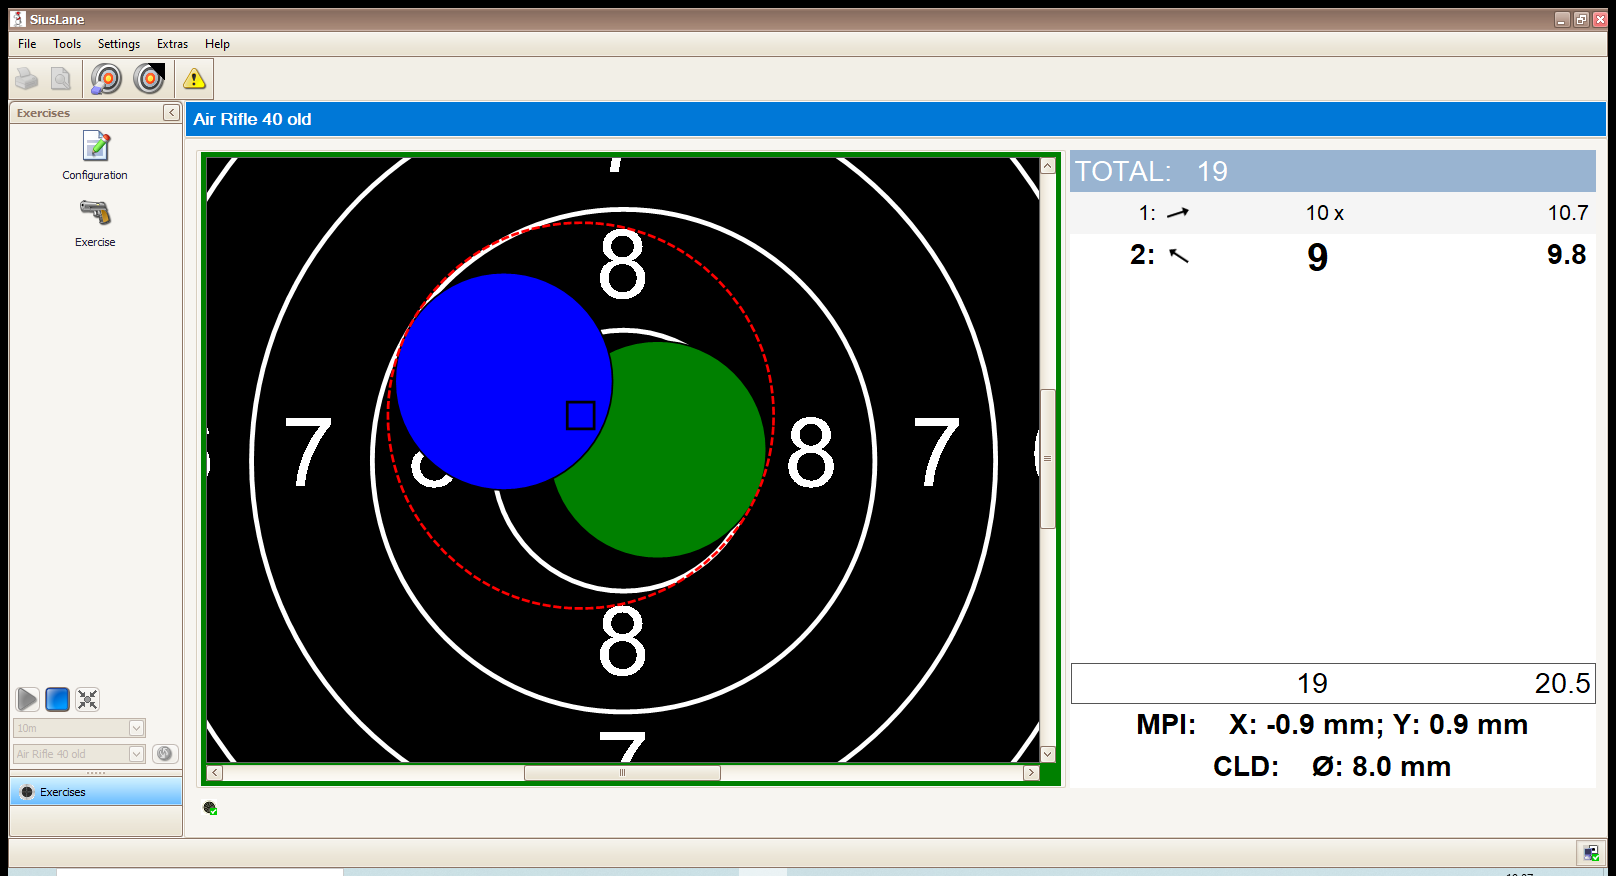 SiusLane
File Tools Settings Extras Help
Exercises
Air Rifle 40 old
Configuration
Exercise
7
8
7 8 8 7
8
7
TOTAL: 19
1: 10 x 10.7
2: 9 9.8
19 20.5
MPI: X: -0.9 mm; Y: 0.9 mm
CLD: Ø: 8.0 mm
10m
Air Rifle 40 old
Exercises